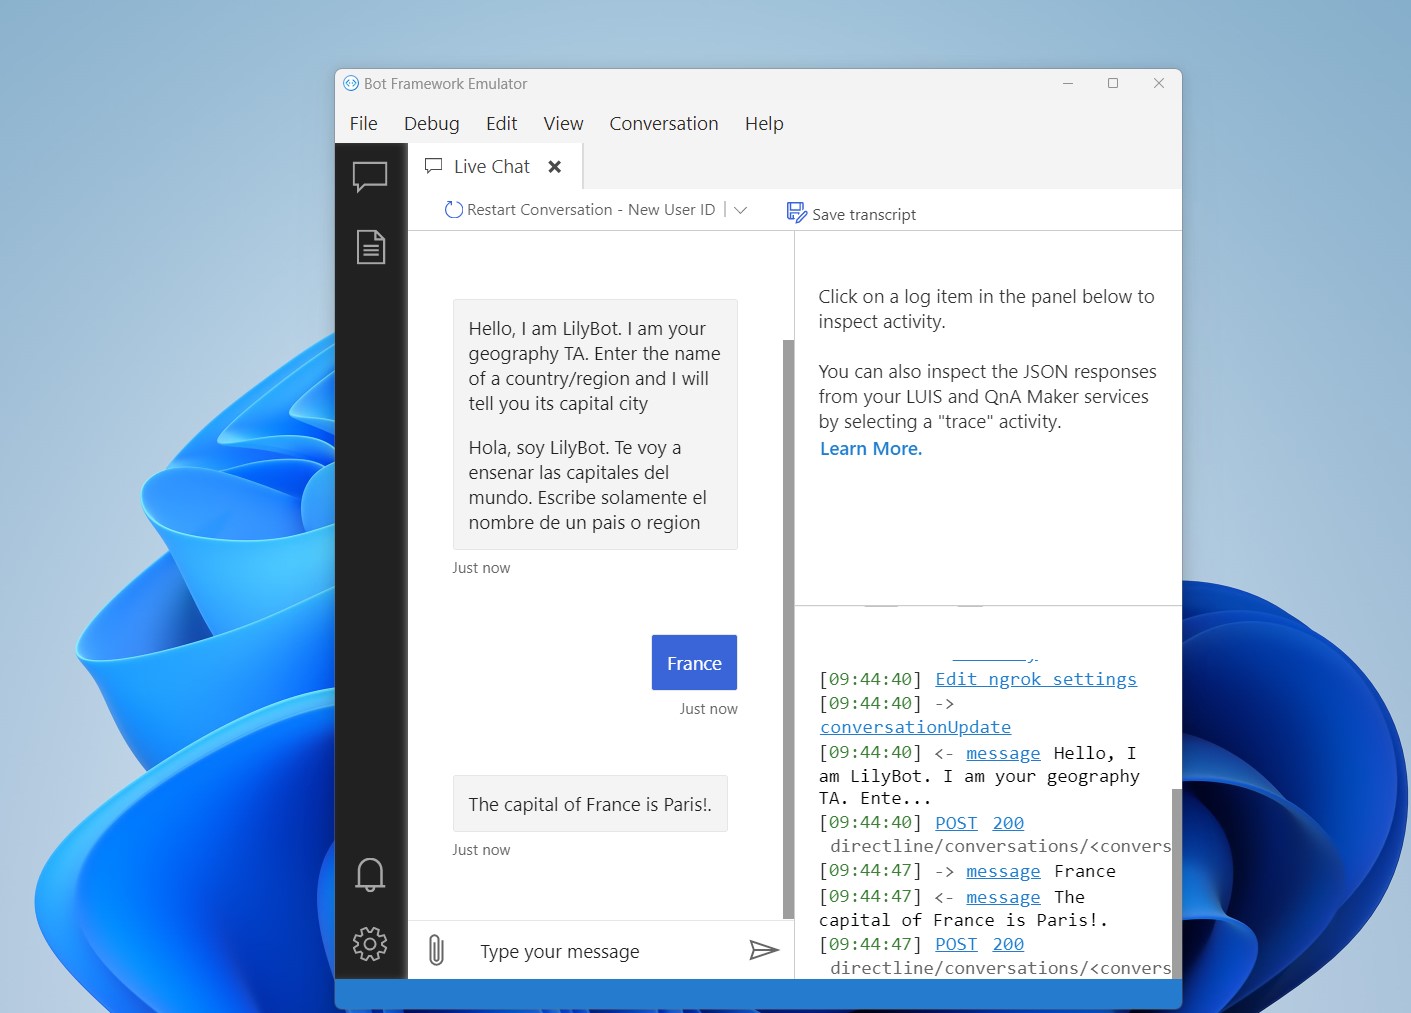 Bot Framework Emulator
File Debug Edit View Conversation Help
Live Chat
Restart Conversation - New User ID
Save transcript
Hello, I am LilyBot. I am your
geography TA. Enter the name
of a country/region and I will
tell you its capital city
Hola, soy LilyBot. Te voy a
ensenar las capitales del
mundo. Escribe solamente el
nombre de un pais o region
Just now
France
Just now
The capital of France is Paris!.
Just now
Type your message
Click on a log item in the panel below to
inspect activity.
You can also inspect the JSON responses
from your LUIS and QnA Maker services
by selecting a "trace" activity.
Learn More.
[09:44:40] Edit ngrok settings
[09:44:40] ->
conversationUpdate
[09:44:40] <- message Hello, I
am LilyBot. I am your geography
TA. Ente...
[09:44:40] POST 200
directline/conversations/<convers
[09:44:47] -> message France
[09:44:47] <- message The
capital of France is Paris!.
[09:44:47] POST 200
directline/conversations/<convers